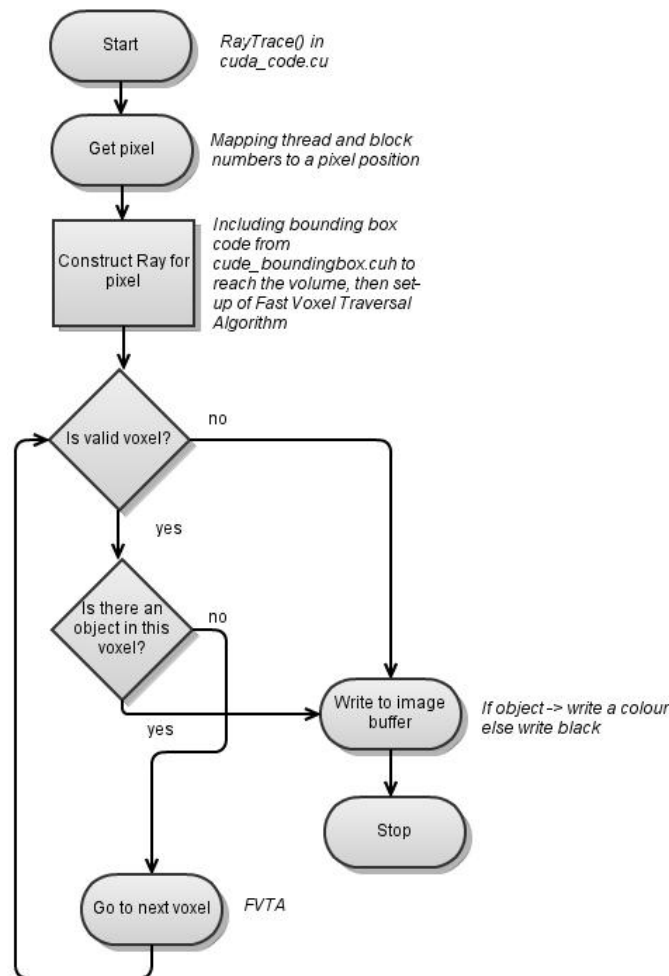 Start
RayTrace() in
cuda_code.cu
Get pixel
Mapping thread and block
numbers to a pixel position
Construct Ray for
pixel
Including bounding box
code from
cude_boundingbox.cuh to
reach the volume, then set-
up of Fast Voxel Traversal
Algorithm
Is valid voxel?
no
yes
Is there an
object in this
voxel?
no
yes
Write to image
buffer
If object -> write a colour
else write black
Stop
Go to next voxel
FVTA